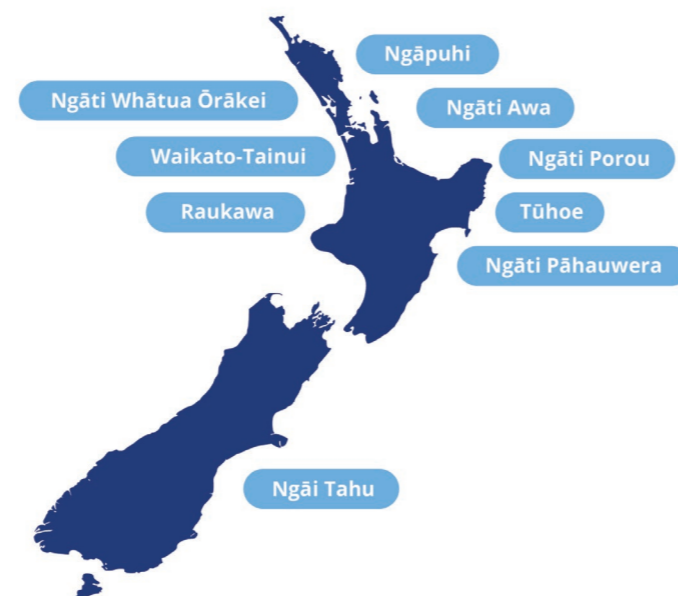 Ngāpuhi
Ngāti Whātua Ōrākei
Ngāti Awa
Waikato-Tainui
Ngāti Porou
Raukawa
Tūhoe
Ngāti Pāhauwera
Ngāi Tahu